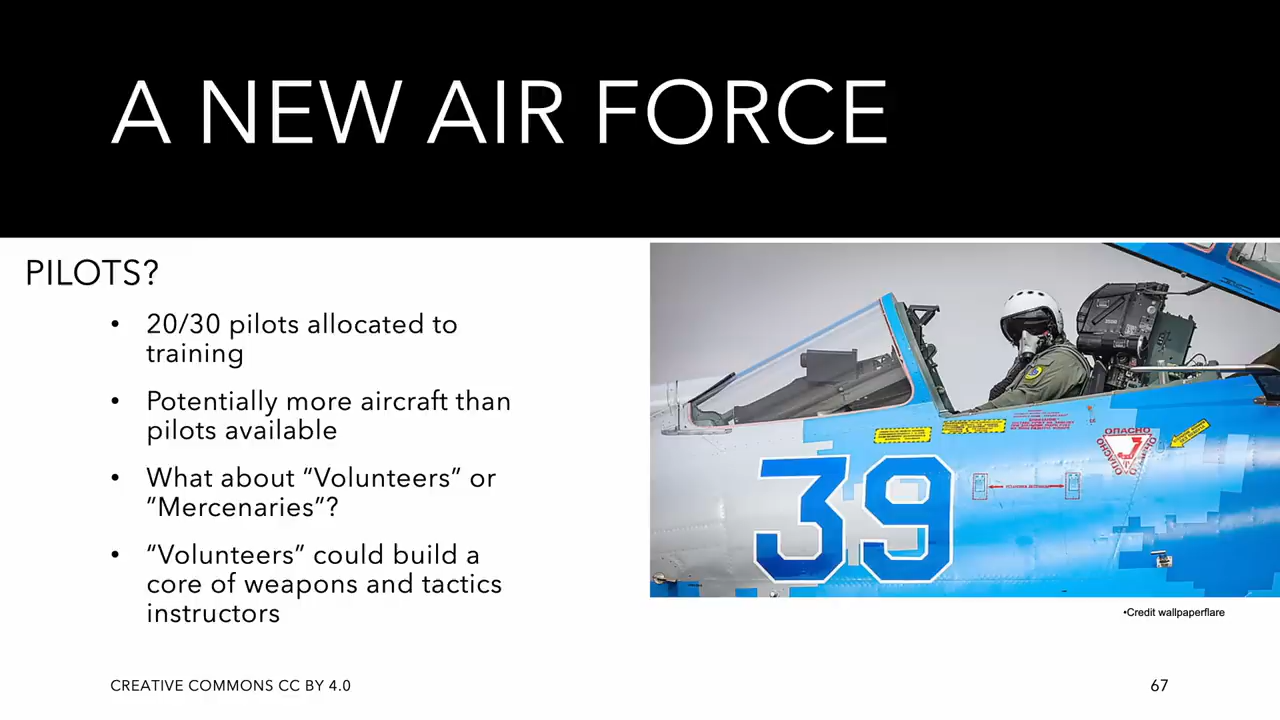 A NEW AIR FORCE
PILOTS?
• 20/30 pilots allocated to
training
• Potentially more aircraft than
pilots available
• What about “Volunteers” or
“Mercenaries”?
• “Volunteers” could build a
core of weapons and tactics
instructors
39
ОПАСНО
ОПАСНО
•Credit wallpaperflare
CREATIVE COMMONS CC BY 4.0
67